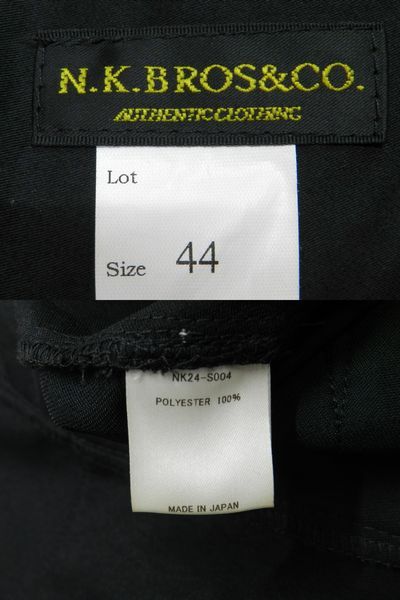 N.K.BROS&CO.
AUTHENTIC CLOTHING
Lot
Size 44
NK24-S004
POLYESTER 100%
MADE IN JAPAN